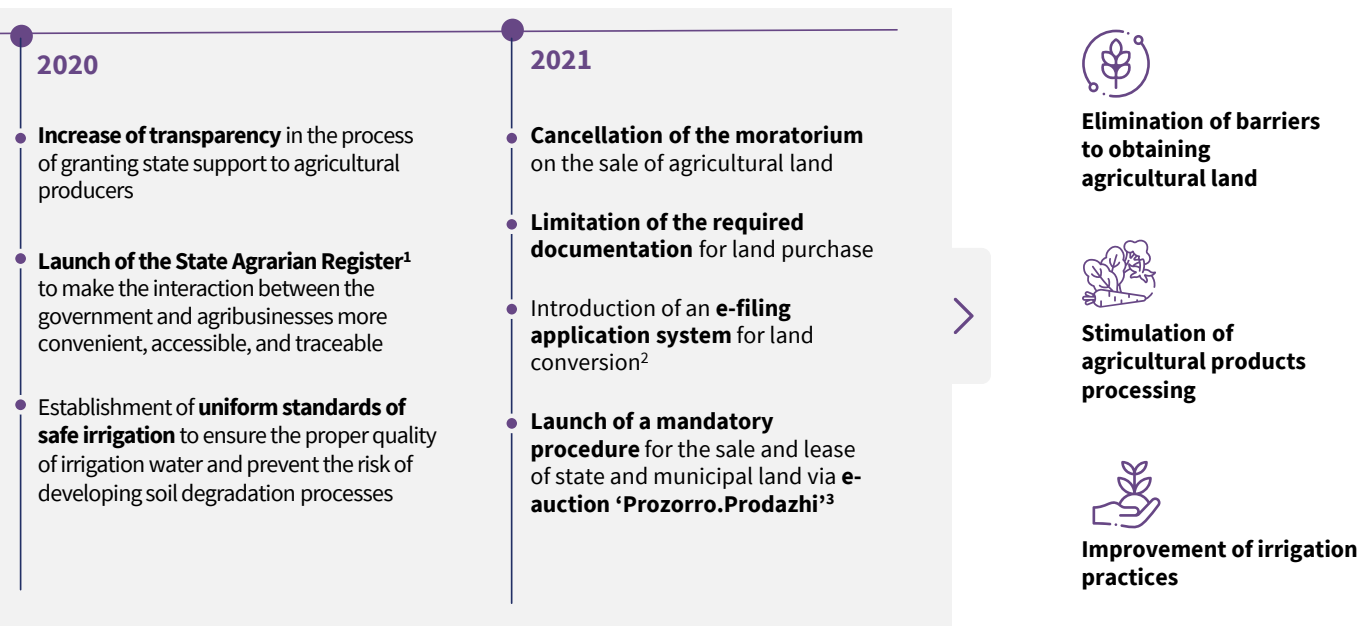 2020
Increase of transparency in the process
of granting state support to agricultural
producers
Launch of the State Agrarian Register¹
to make the interaction between the
government and agribusinesses more
convenient, accessible, and traceable
Establishment of uniform standards of
safe irrigation to ensure the proper quality
of irrigation water and prevent the risk of
developing soil degradation processes
2021
Cancellation of the moratorium
on the sale of agricultural land
Limitation of the required
documentation for land purchase
Introduction of an e-filing
application system for land
conversion²
Launch of a mandatory
procedure for the sale and lease
of state and municipal land via e-
auction ‘Prozorro.Prodazhi’³
Elimination of barriers
to obtaining
agricultural land
Stimulation of
agricultural products
processing
Improvement of irrigation
practices